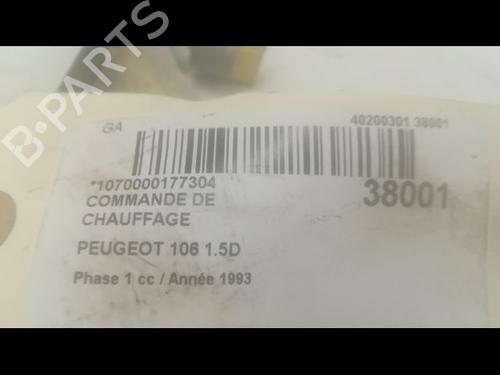 GA
40200301 38001
*1070000177304
38001
COMMANDE DE
CHAUFFAGE
PEUGEOT 106 1.5D
Phase 1 cc / Année 1993
B-PARTS